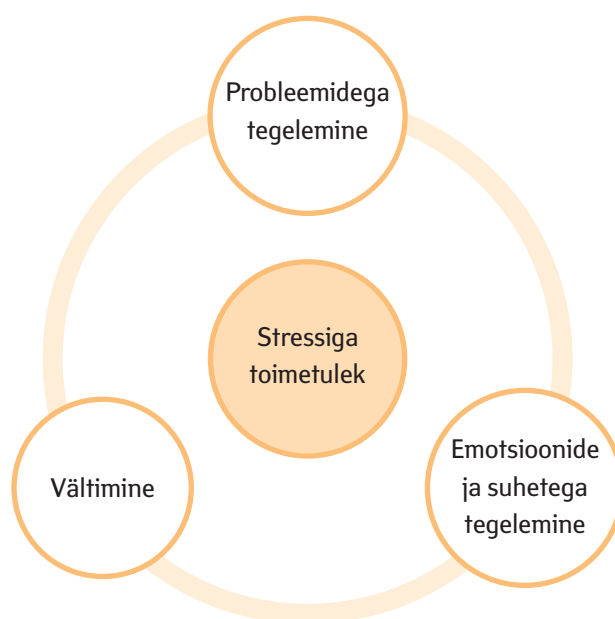 Probleemidega
tegelemine
Stressiga
toimetulek
Vältimine
Emotsioonide
ja suhetega
tegelemine